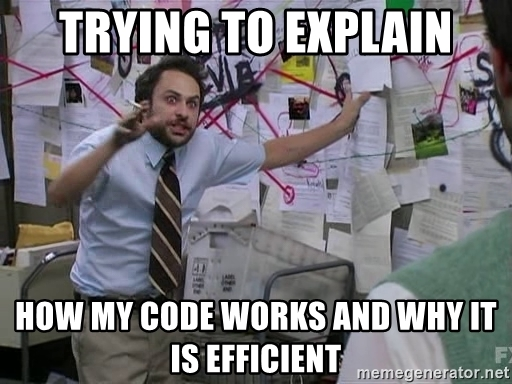 TRYING TO EXPLAIN
HOW MY CODE WORKS AND WHY IT
IS EFFICIENT
memegenerator.net